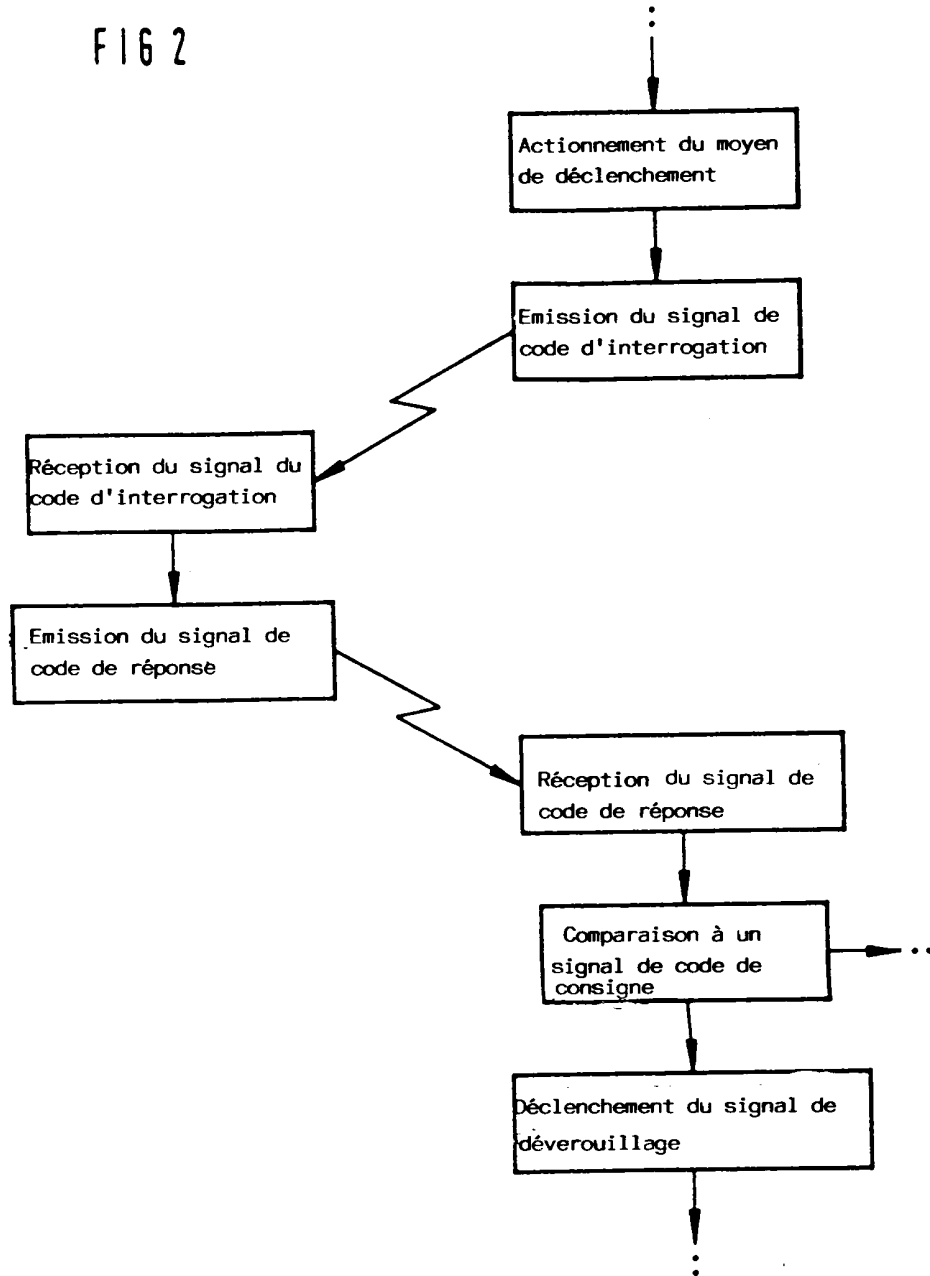 FIG 2
Actionnement du moyen
de déclenchement
Emission du signal de
code d'interrogation
Réception du signal du
code d'interrogation
Emission du signal de
code de réponse
Réception du signal de
code de réponse
Comparaison à un
signal de code de
consigne
Déclenchement du signal de
déverouillage